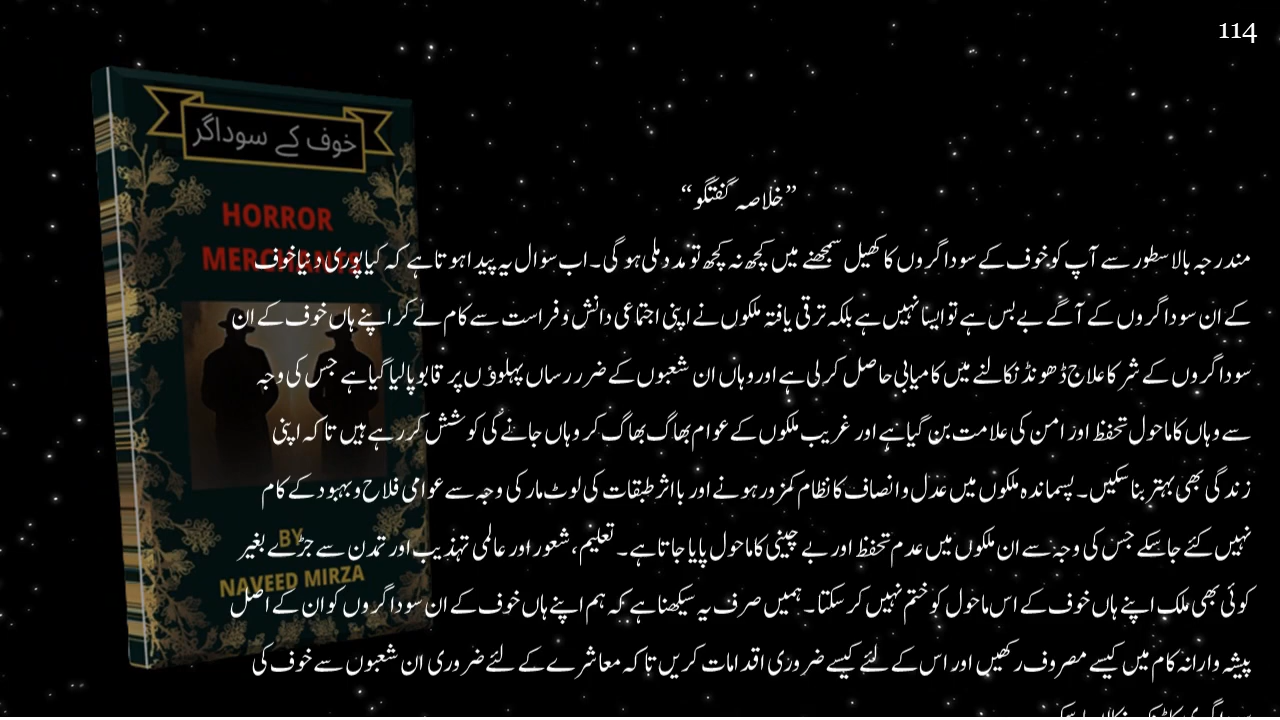 114
خوف کے سوداگر
HORROR
MERCHANTS
BY
NAVEED MIRZA
”خلاصہ گفتگو“
مندرجہ بالا سطور سے آپ کو خوف کے سوداگروں کا کھیل سمجھنے میں کچھ نہ کچھ تو مدد ملی ہو گی۔ اب سوال یہ پیدا ہوتا ہے کہ کیا پوری دنیا خوف
کے ان سوداگروں کے آگے بے بس ہے تو ایسا نہیں ہے بلکہ ترقی یافتہ ملکوں نے اپنی اجتماعی دانش و فراست سے کام لے کر اپنے ہاں خوف کے ان
سوداگروں کے شر کا علاج ڈھونڈ نکالنے میں کامیابی حاصل کر لی ہے اور وہاں ان شعبوں کے ضرر رساں پہلوؤں پر قابو پا لیا گیا ہے جس کی وجہ
سے وہاں کا ماحول تحفظ اور امن کی علامت بن گیا ہے اور غریب ملکوں کے عوام بھاگ بھاگ کر وہاں جانے کی کوشش کر رہے ہیں تاکہ اپنی
زندگی بھی بہتر بنا سکیں۔ پسماندہ ملکوں میں عدل و انصاف کا نظام کمزور ہونے اور بااثر طبقات کی لوٹ مار کی وجہ سے عوامی فلاح و بہبود کے کام
نہیں کئے جا سکے جس کی وجہ سے ان ملکوں میں عدم تحفظ اور بے چینی کا ماحول پایا جاتا ہے۔ تعلیم، شعور اور عالمی تہذیب اور تمدن سے جڑے بغیر
کوئی بھی ملک اپنے ہاں خوف کے اس ماحول کو ختم نہیں کر سکتا۔ ہمیں صرف یہ سیکھنا ہے کہ ہم اپنے ہاں خوف کے ان سوداگروں کو ان کے اصل
پیشہ وارانہ کام میں کیسے مصروف رکھیں اور اس کے لئے کیسے ضروری اقدامات کریں تاکہ معاشرے کے لئے ضروری ان شعبوں سے خوف کی